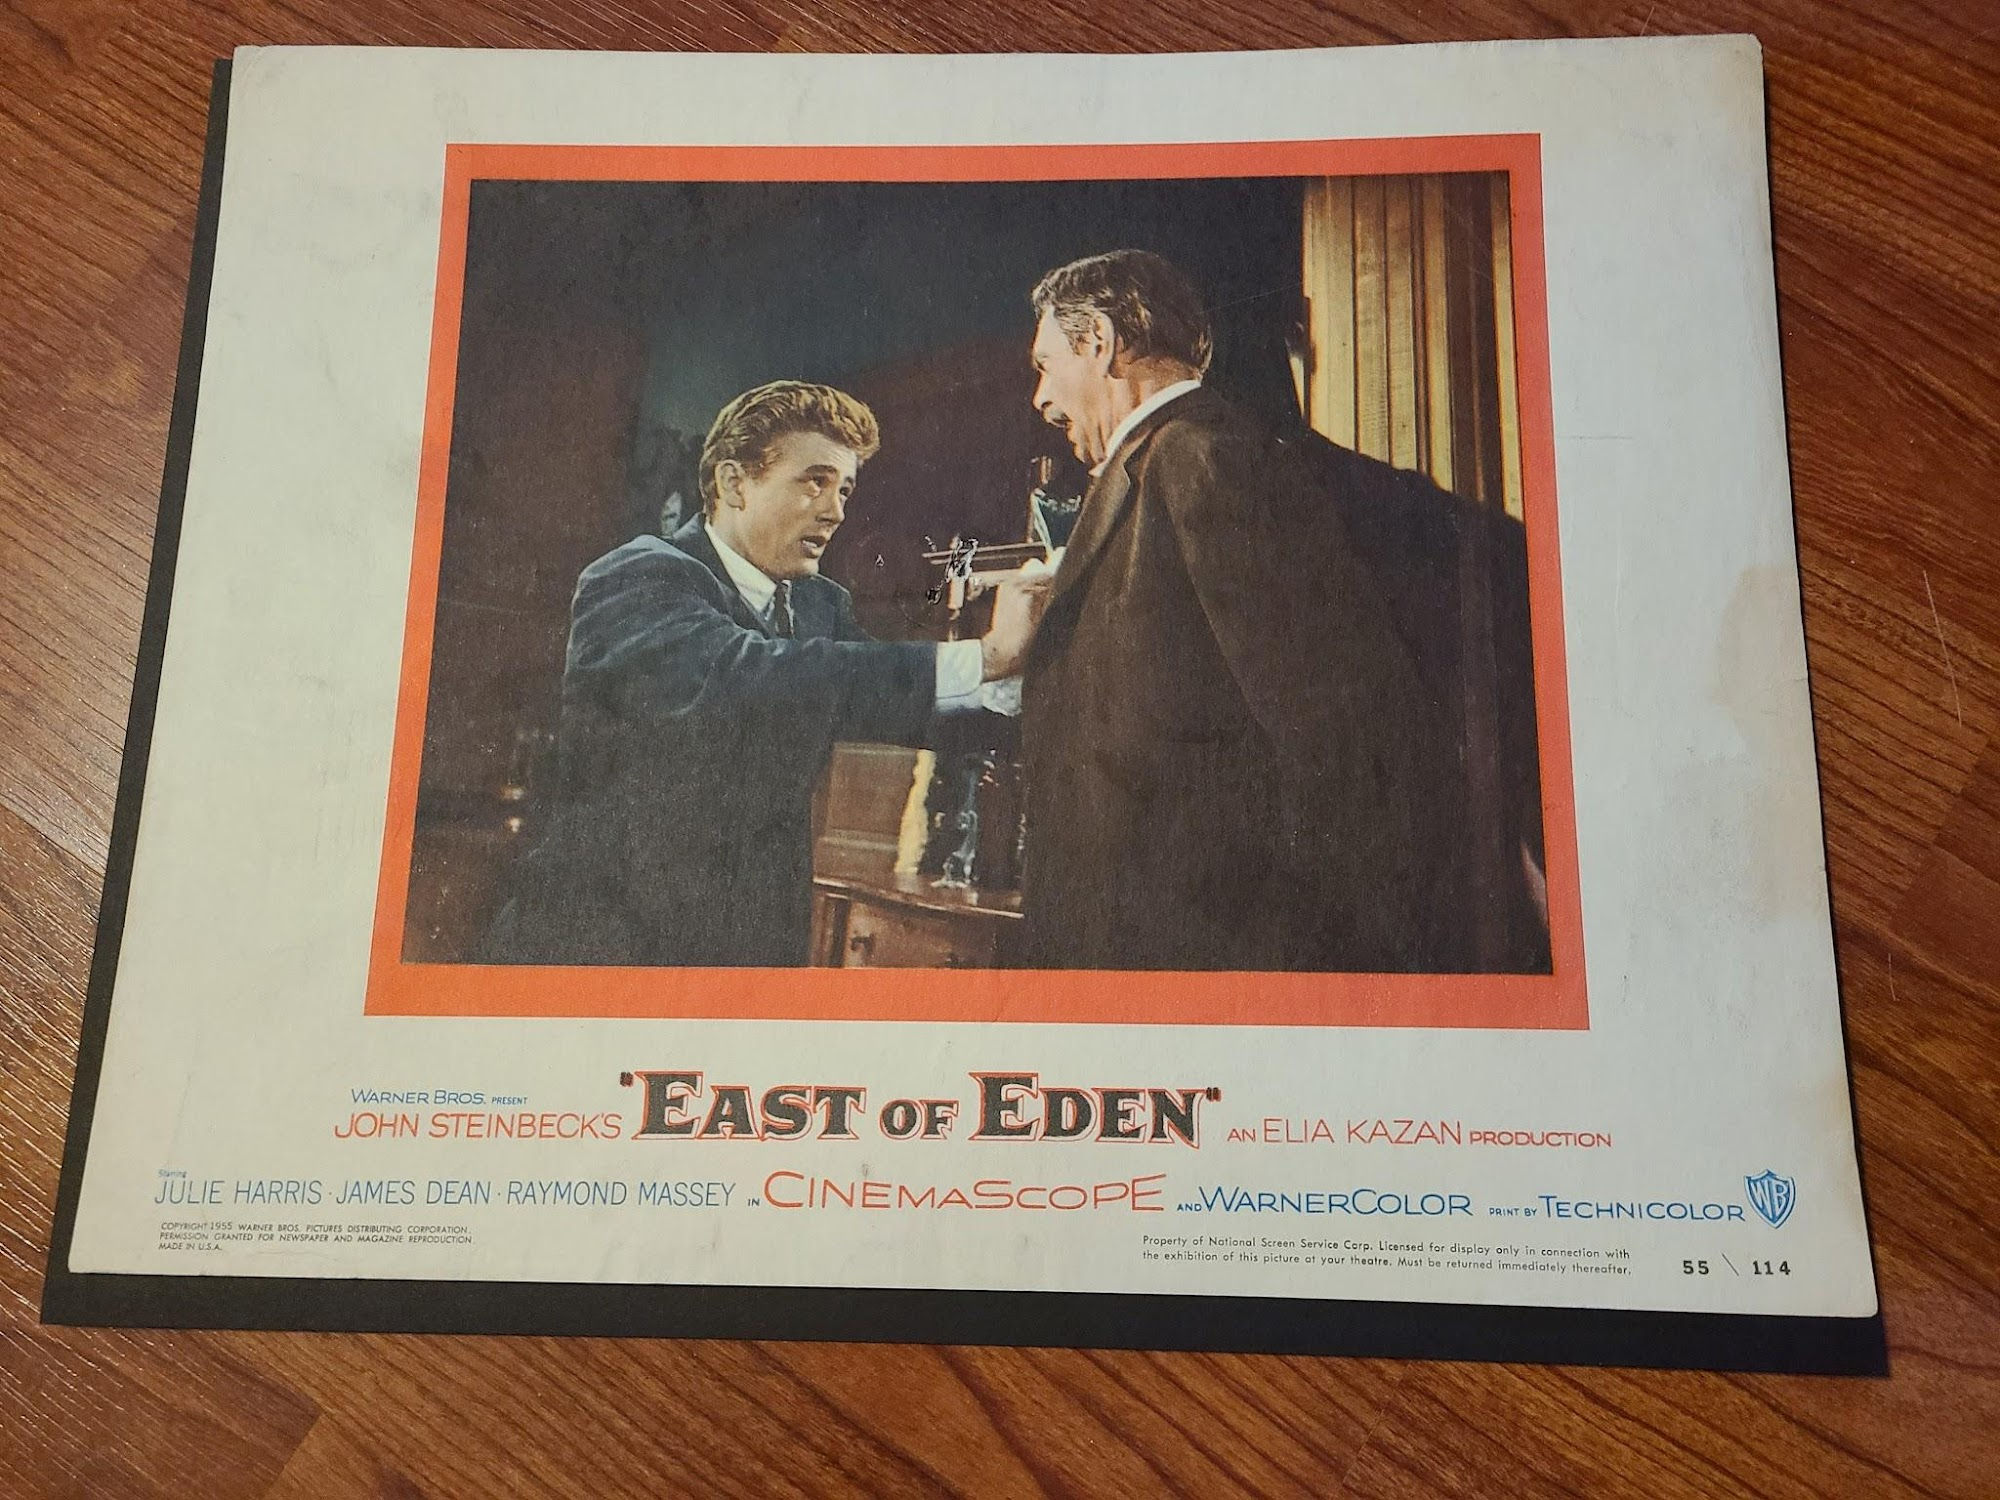 WARNER BROS. PRESENT
JOHN STEINBECK'S "EAST OF EDEN" AN ELIA KAZAN PRODUCTION
Starring
JULIE HARRIS · JAMES DEAN · RAYMOND MASSEY IN CINEMASCOPE AND WARNERCOLOR PRINT BY TECHNICOLOR WB
COPYRIGHT 1955 WARNER BROS. PICTURES DISTRIBUTING CORPORATION.
PERMISSION GRANTED FOR NEWSPAPER AND MAGAZINE REPRODUCTION.
MADE IN U.S.A.
Property of National Screen Service Corp. Licensed for display only in connection with
the exhibition of this picture at your theatre. Must be returned immediately thereafter.
55 \ 114